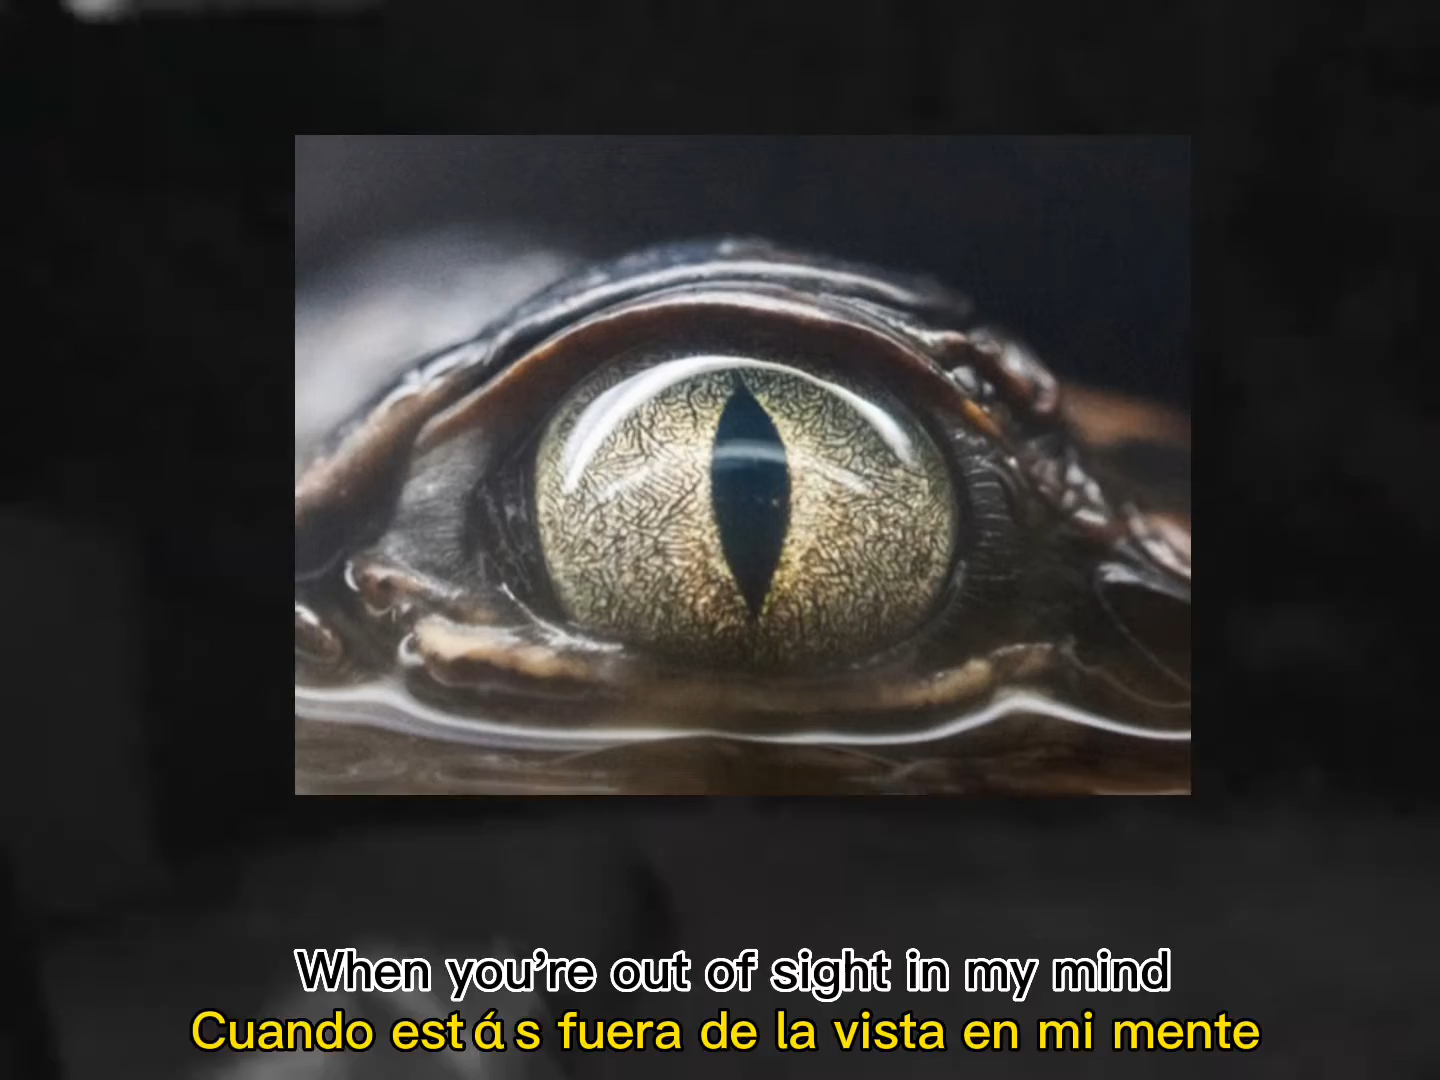 When you’re out of sight in my mind
Cuando estás fuera de la vista en mi mente